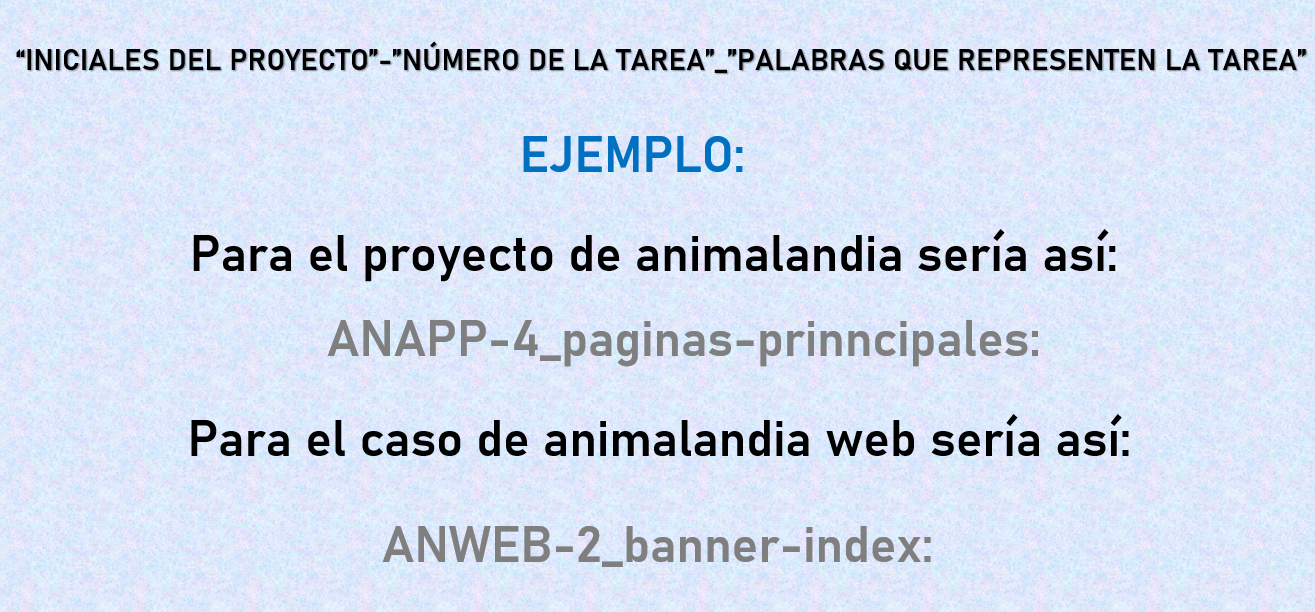 “INICIALES DEL PROYECTO”-”NÚMERO DE LA TAREA”_”PALABRAS QUE REPRESENTEN LA TAREA”
EJEMPLO:
Para el proyecto de animalandia sería así:
ANAPP-4_paginas-prinncipales:
Para el caso de animalandia web sería así:
ANWEB-2_banner-index: